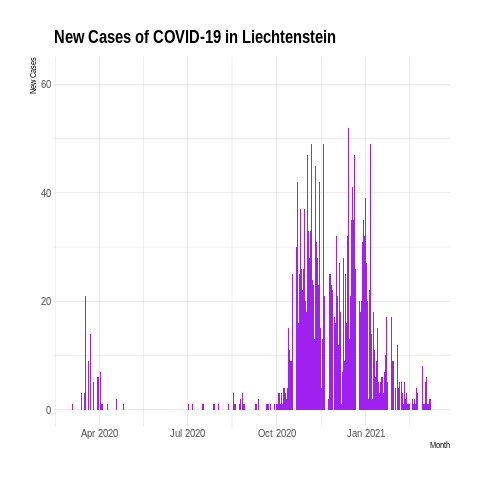 New Cases of COVID-19 in Liechtenstein
New Cases
60
40
20
0
Apr 2020 Jul 2020 Oct 2020 Jan 2021
Month